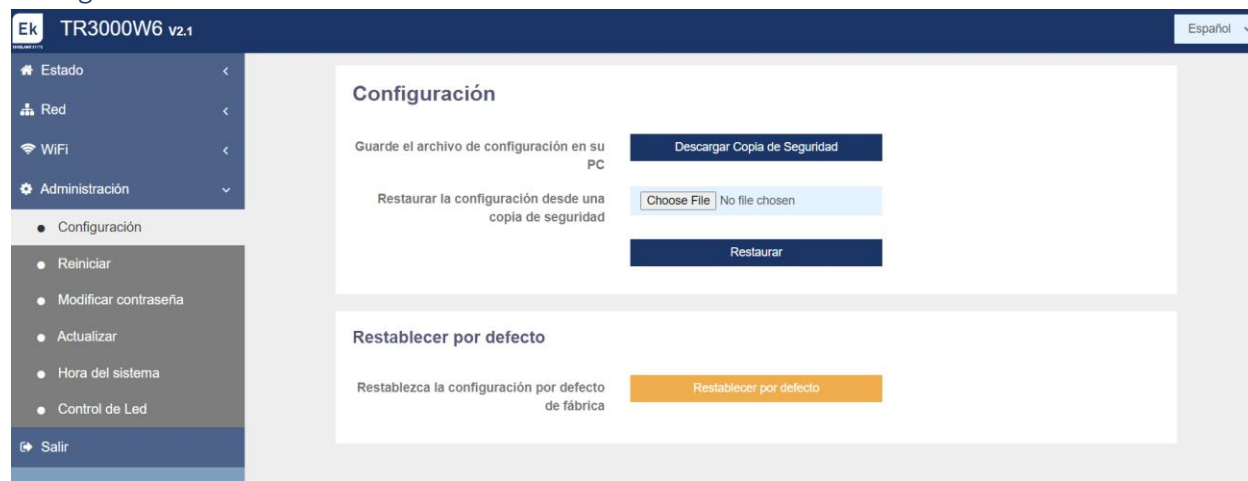 Ek
TR3000W6 V2.1
Español
Estado
Red
WiFi
Administración
Configuración
Reiniciar
Modificar contraseña
Actualizar
Hora del sistema
Control de Led
Salir
Configuración
Guarde el archivo de configuración en su
PC
Descargar Copia de Seguridad
Restaurar la configuración desde una
copia de seguridad
Choose File No file chosen
Restaurar
Restablecer por defecto
Restablezca la configuración por defecto
de fábrica
Restablecer por defecto